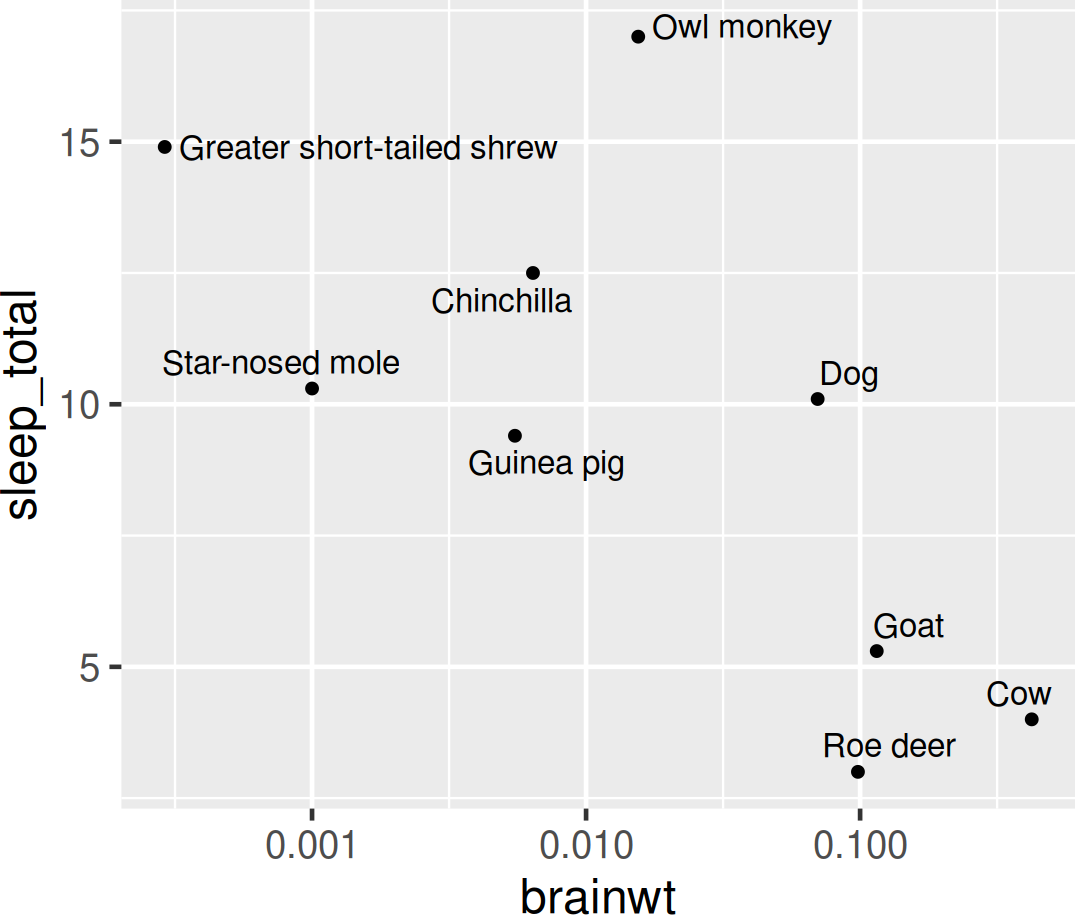 Owl monkey
15
Greater short-tailed shrew
Chinchilla
Star-nosed mole
Dog
10
Guinea pig
sleep_total
Goat
5
Cow
Roe deer
0.001 0.010 0.100
brainwt